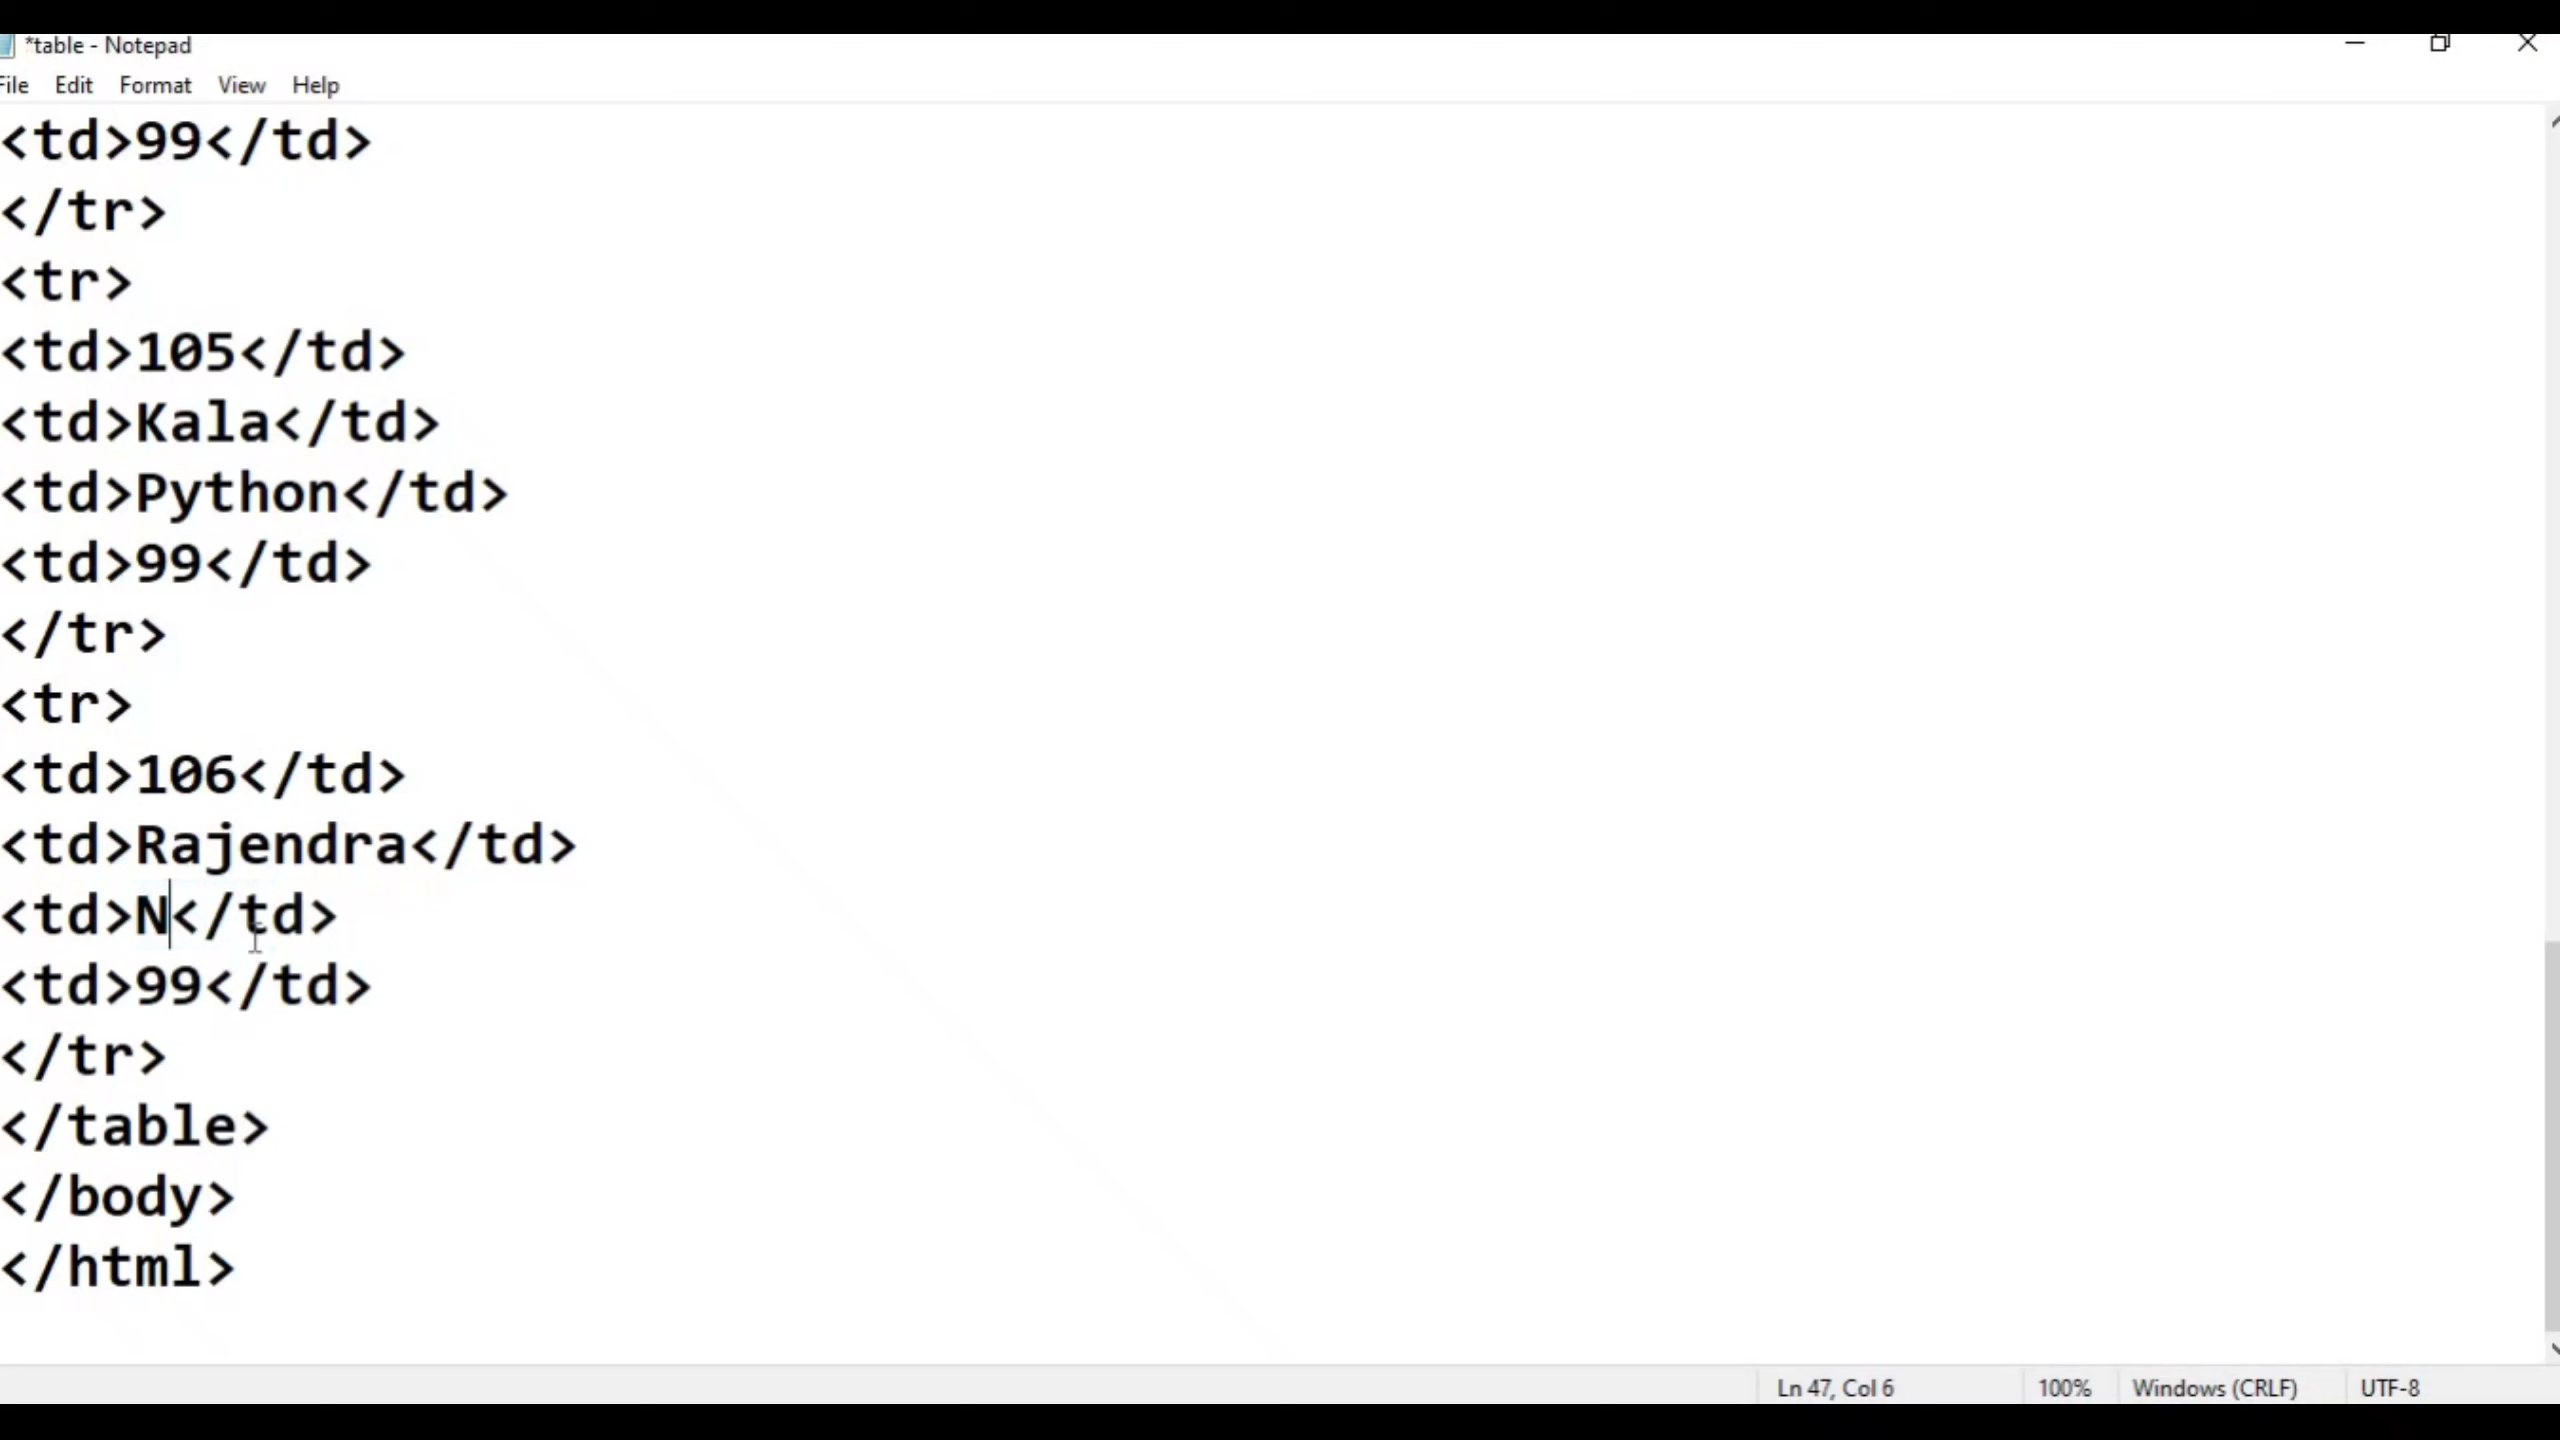 *table - Notepad
File Edit Format View Help
<td>99</td>
</tr>
<tr>
<td>105</td>
<td>Kala</td>
<td>Python</td>
<td>99</td>
</tr>
<tr>
<td>106</td>
<td>Rajendra</td>
<td>N</td>
<td>99</td>
</tr>
</table>
</body>
</html>
Ln 47, Col 6 100% Windows (CRLF) UTF-8